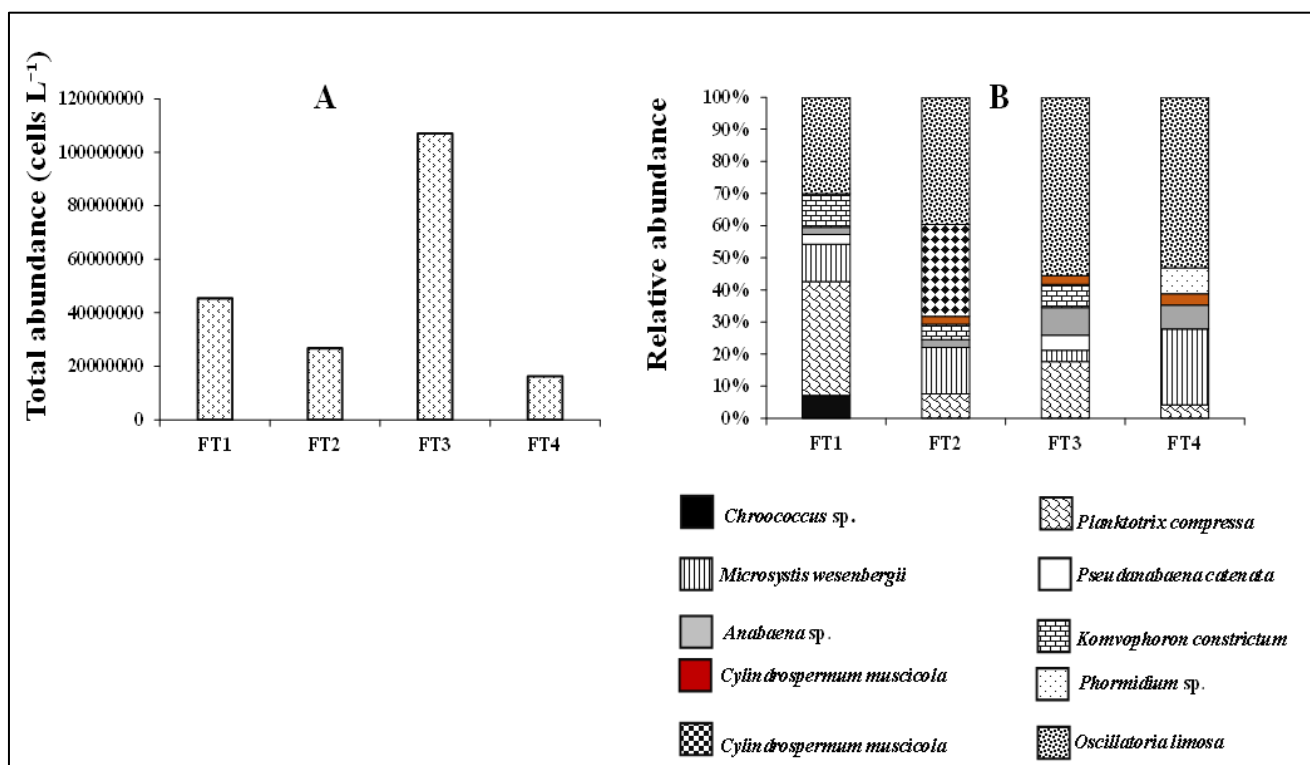 A
Total abundance (cells L⁻¹)
120000000
100000000
80000000
60000000
40000000
20000000
0
FT1 FT2 FT3 FT4
B
Relative abundance
100%
90%
80%
70%
60%
50%
40%
30%
20%
10%
0%
FT1 FT2 FT3 FT4
Chroococcus sp.
Planktotrix compressa
Microsystis wesenbergii
Pseudanabaena catenata
Anabaena sp.
Komvophoron constrictum
Cylindrospermum muscicola
Phormidium sp.
Cylindrospermum muscicola
Oscillatoria limosa